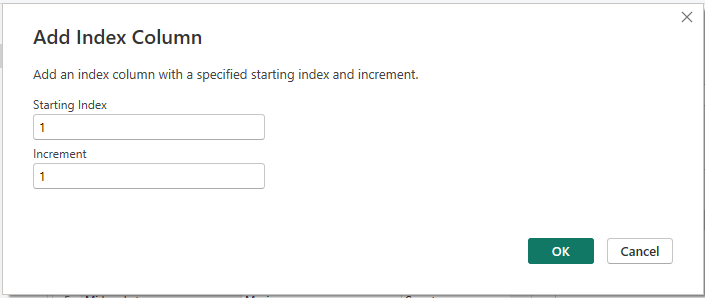 Add Index Column
Add an index column with a specified starting index and increment.
Starting Index
1
Increment
1
OK Cancel